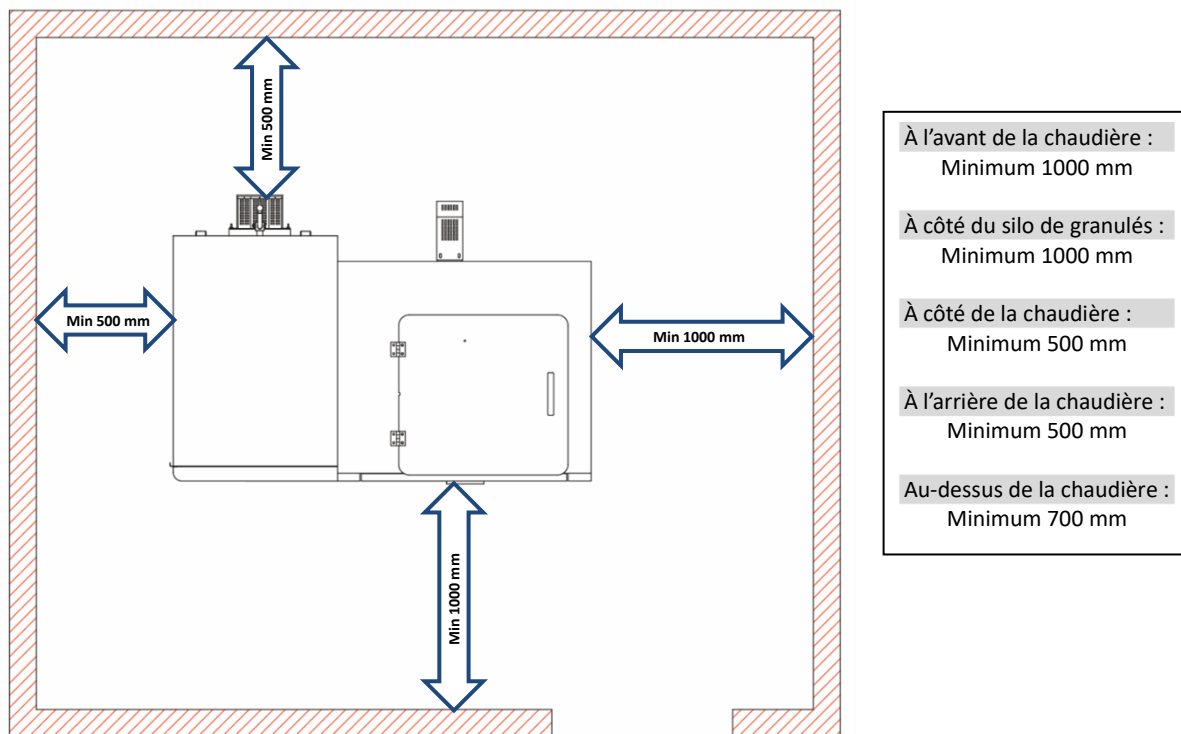 Min 500 mm
Min 500 mm
Min 1000 mm
Min 1000 mm
À l’avant de la chaudière :
Minimum 1000 mm
À côté du silo de granulés :
Minimum 1000 mm
À côté de la chaudière :
Minimum 500 mm
À l’arrière de la chaudière :
Minimum 500 mm
Au-dessus de la chaudière :
Minimum 700 mm